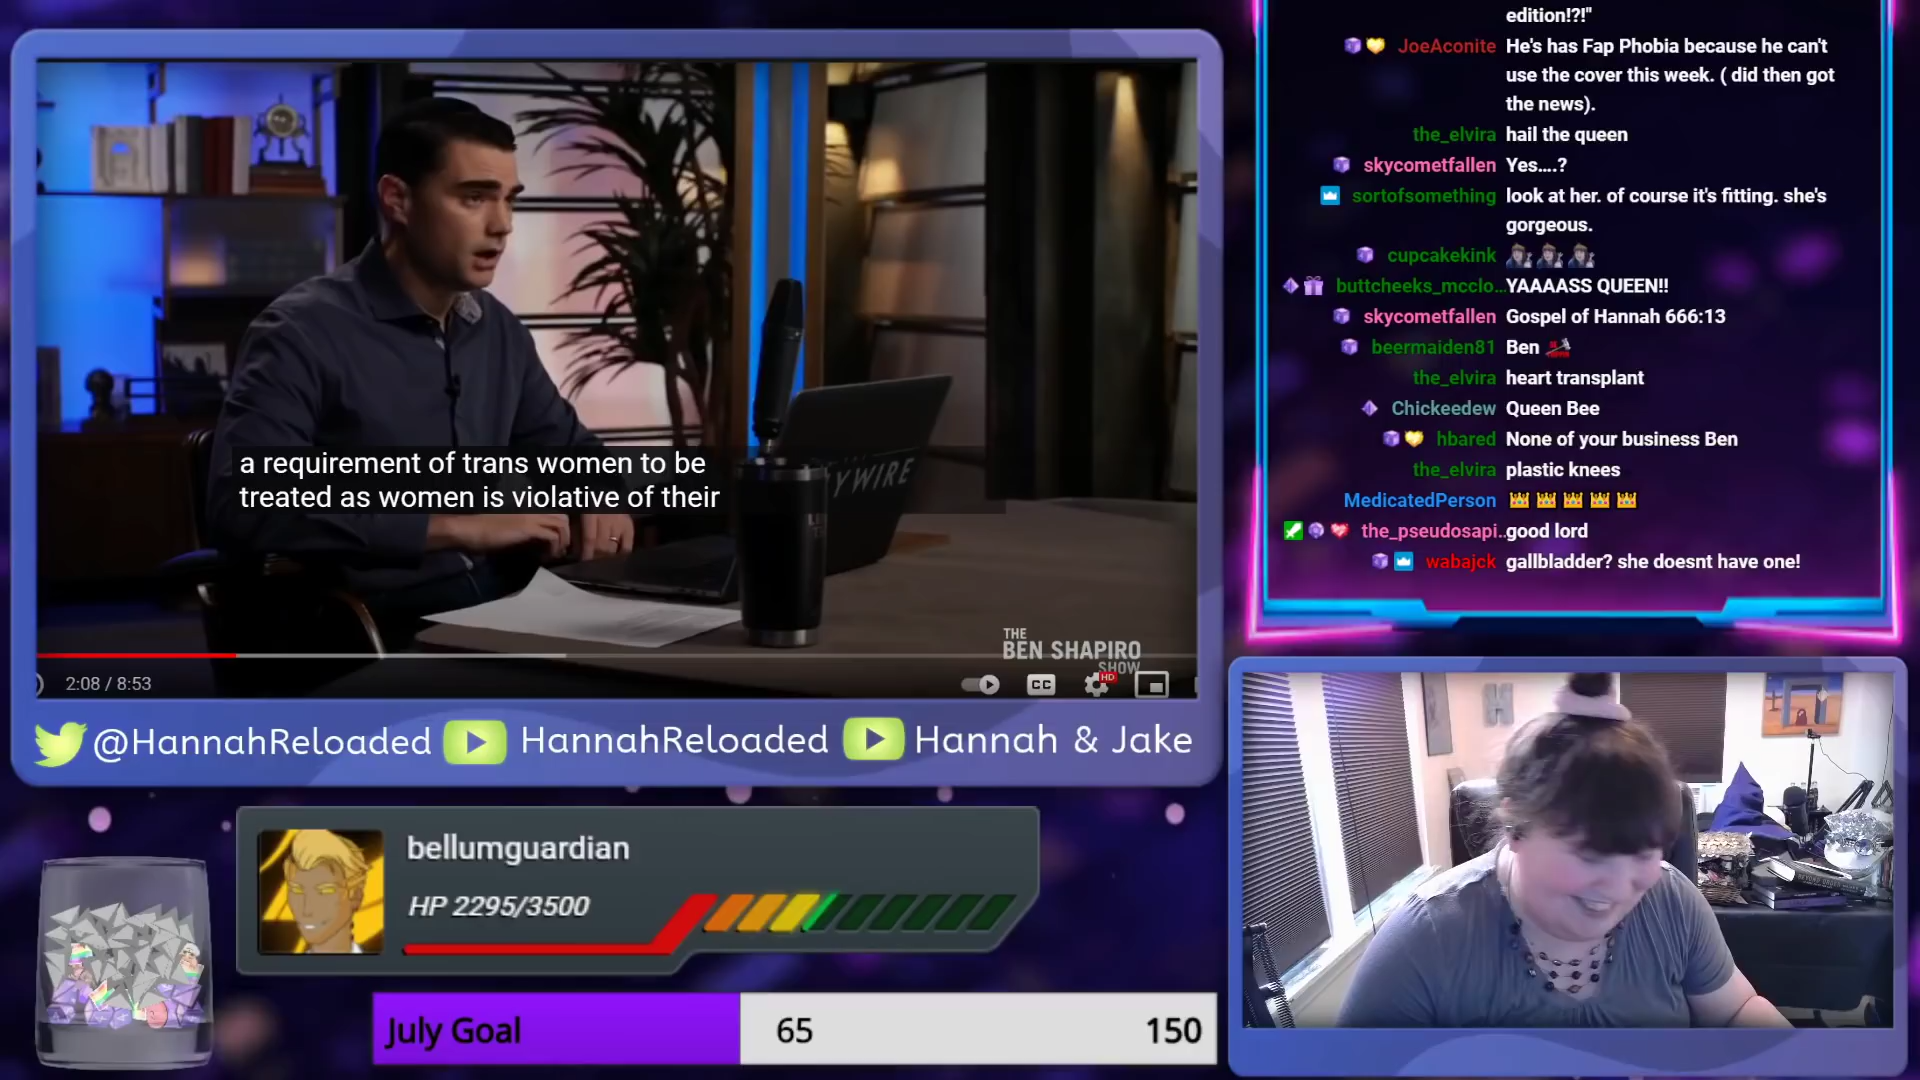 a requirement of trans women to be
treated as women is violative of their
YWIRE
THE
BEN SHAPIRO
SHOW
2:08 / 8:53
CC
HD
@HannahReloaded
HannahReloaded
Hannah & Jake
bellumguardian
HP 2295/3500
July Goal
65
150
edition!?!"
JoeAconite He's has Fap Phobia because he can't
use the cover this week. ( did then got
the news).
the_elvira hail the queen
skycometfallen Yes....?
sortofsomething look at her. of course it's fitting. she's
gorgeous.
cupcakekink
buttcheeks_mcclo... YAAAASS QUEEN!!
skycometfallen Gospel of Hannah 666:13
beermaiden81 Ben
the_elvira heart transplant
Chickeedew Queen Bee
hbared None of your business Ben
the_elvira plastic knees
MedicatedPerson
the_pseudosapi... good lord
wabajck gallbladder? she doesnt have one!